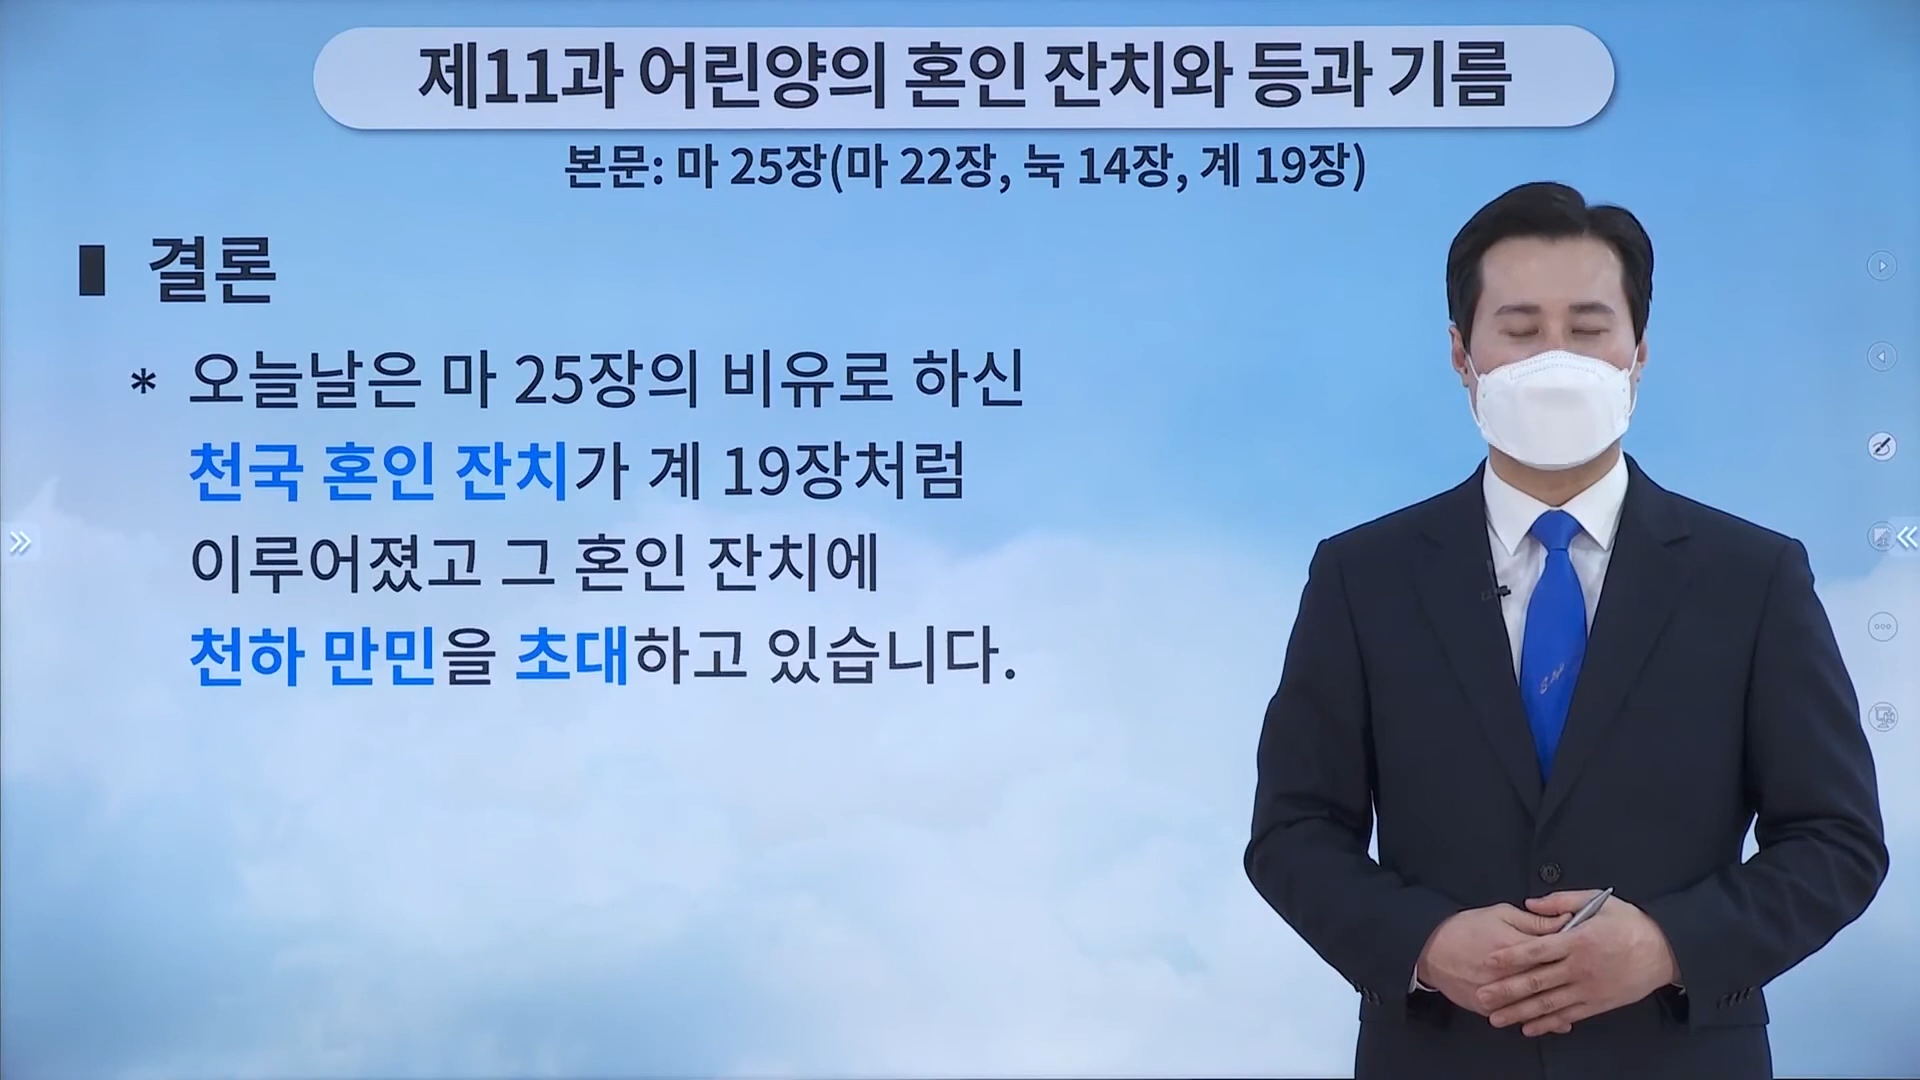 제11과 어린양의 혼인 잔치와 등과 기름
본문: 마 25장(마 22장, 눅 14장, 계 19장)
결론
* 오늘날은 마 25장의 비유로 하신
천국 혼인 잔치가 계 19장처럼
이루어졌고 그 혼인 잔치에
천하 만민을 초대하고 있습니다.